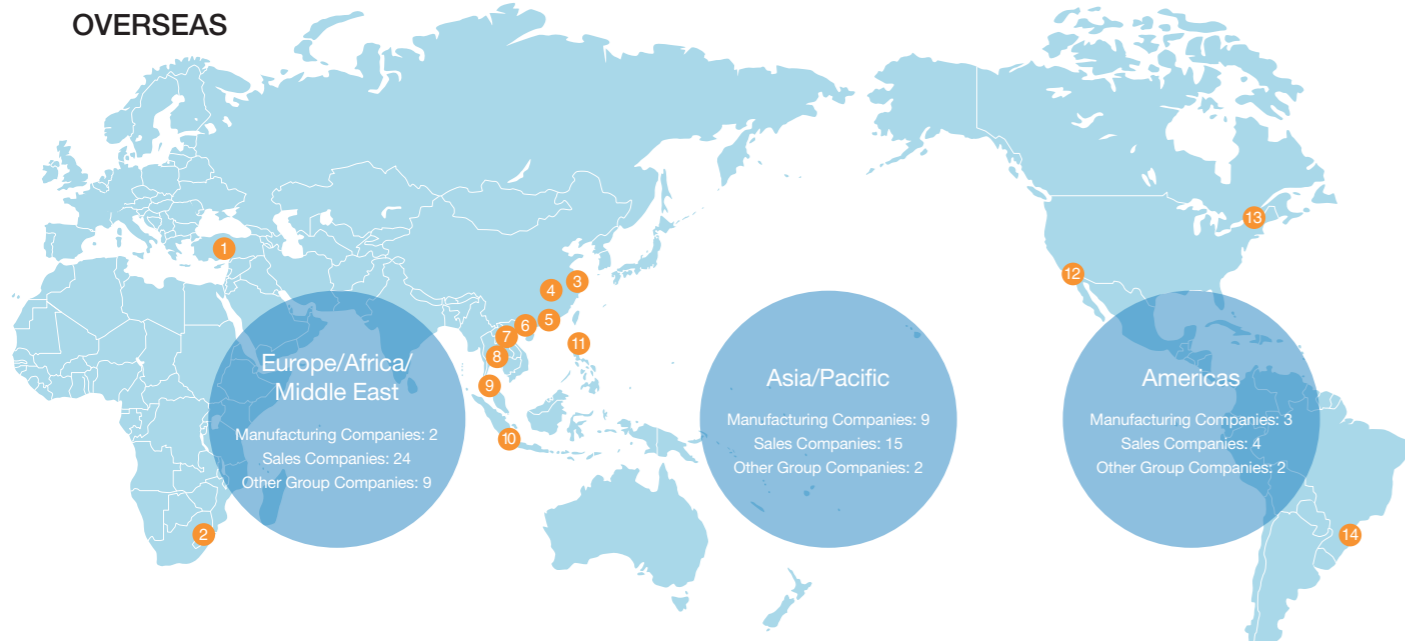 OVERSEAS
1
2
3
4
5
6
7
8
9
10
11
12
13
14
Europe/Africa/
Middle East
Manufacturing Companies: 2
Sales Companies: 24
Other Group Companies: 9
Asia/Pacific
Manufacturing Companies: 9
Sales Companies: 15
Other Group Companies: 2
Americas
Manufacturing Companies: 3
Sales Companies: 4
Other Group Companies: 2